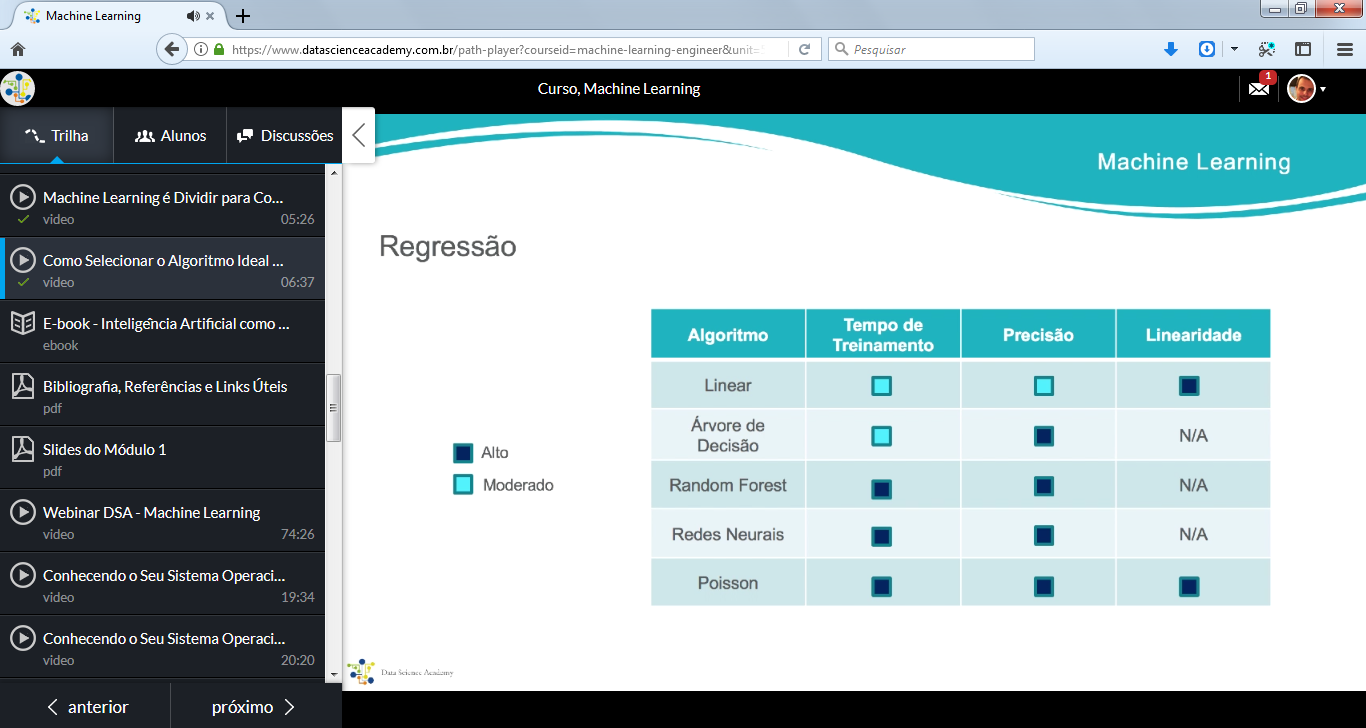 Machine Learning
https://www.datascienceacademy.com.br/path-player?courseid=machine-learning-engineer&unit=
Pesquisar
Curso, Machine Learning
1
Trilha
Alunos
Discussões
Machine Learning é Dividir para Co...
video
05:26
Como Selecionar o Algoritmo Ideal ...
video
06:37
E-book - Inteligência Artificial como ...
ebook
Bibliografia, Referências e Links Úteis
pdf
Slides do Módulo 1
pdf
Webinar DSA - Machine Learning
video
74:26
Conhecendo o Seu Sistema Operaci...
video
19:34
Conhecendo o Seu Sistema Operaci...
video
20:20
anterior
próximo
Machine Learning
Regressão
Alto
Moderado
Algoritmo
Tempo de
Treinamento
Precisão
Linearidade
Linear
Árvore de
Decisão
N/A
Random Forest
N/A
Redes Neurais
N/A
Poisson
Data Science Academy